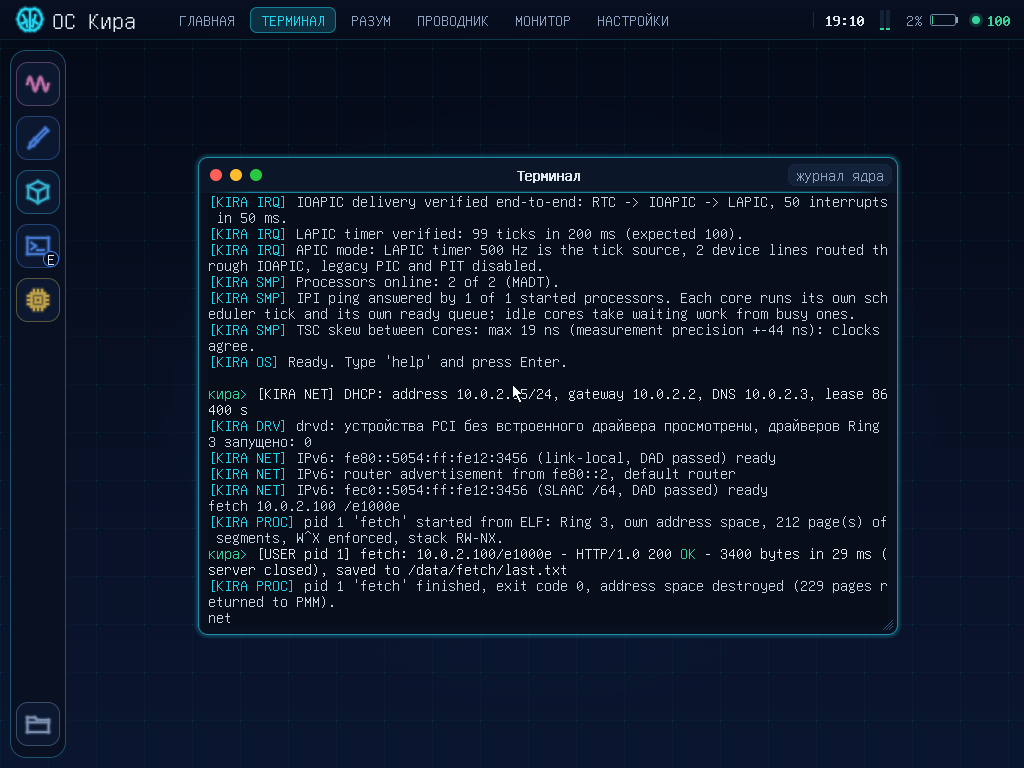 ОС Кира
ГЛАВНАЯ ТЕРМИНАЛ РАЗУМ ПРОВОДНИК МОНИТОР НАСТРОЙКИ
19:10 2% 100
E
Терминал
журнал ядра
[KIRA IRQ] IOAPIC delivery verified end-to-end: RTC -> IOAPIC -> LAPIC, 50 interrupts
in 50 ms.
[KIRA IRQ] LAPIC timer verified: 99 ticks in 200 ms (expected 100).
[KIRA IRQ] APIC mode: LAPIC timer 500 Hz is the tick source, 2 device lines routed th
rough IOAPIC, legacy PIC and PIT disabled.
[KIRA SMP] Processors online: 2 of 2 (MADT).
[KIRA SMP] IPI ping answered by 1 of 1 started processors. Each core runs its own sch
eduler tick and its own ready queue; idle cores take waiting work from busy ones.
[KIRA SMP] TSC skew between cores: max 19 ns (measurement precision +-44 ns): clocks
agree.
[KIRA OS] Ready. Type 'help' and press Enter.
кира> [KIRA NET] DHCP: address gateway 10.0.2.2, DNS 10.0.2.3, lease 86
400 s
[KIRA DRV] drvd: устройства PCI без встроенного драйвера просмотрены, драйверов Ring
3 запущено: 0
[KIRA NET] IPv6: fe80::5054:ff:fe12:3456 (link-local, DAD passed) ready
[KIRA NET] IPv6: router advertisement from fe80::2, default router
[KIRA NET] IPv6: fec0::5054:ff:fe12:3456 (SLAAC /64, DAD passed) ready
fetch 10.0.2.100 /e1000e
[KIRA PROC] pid 1 'fetch' started from ELF: Ring 3, own address space, 212 page(s) of
segments, W^X enforced, stack RW-NX.
кира> [USER pid 1] fetch: 10.0.2.100/e1000e - HTTP/1.0 200 OK - 3400 bytes in 29 ms (
server closed), saved to /data/fetch/last.txt
[KIRA PROC] pid 1 'fetch' finished, exit code 0, address space destroyed (229 pages r
eturned to PMM).
net